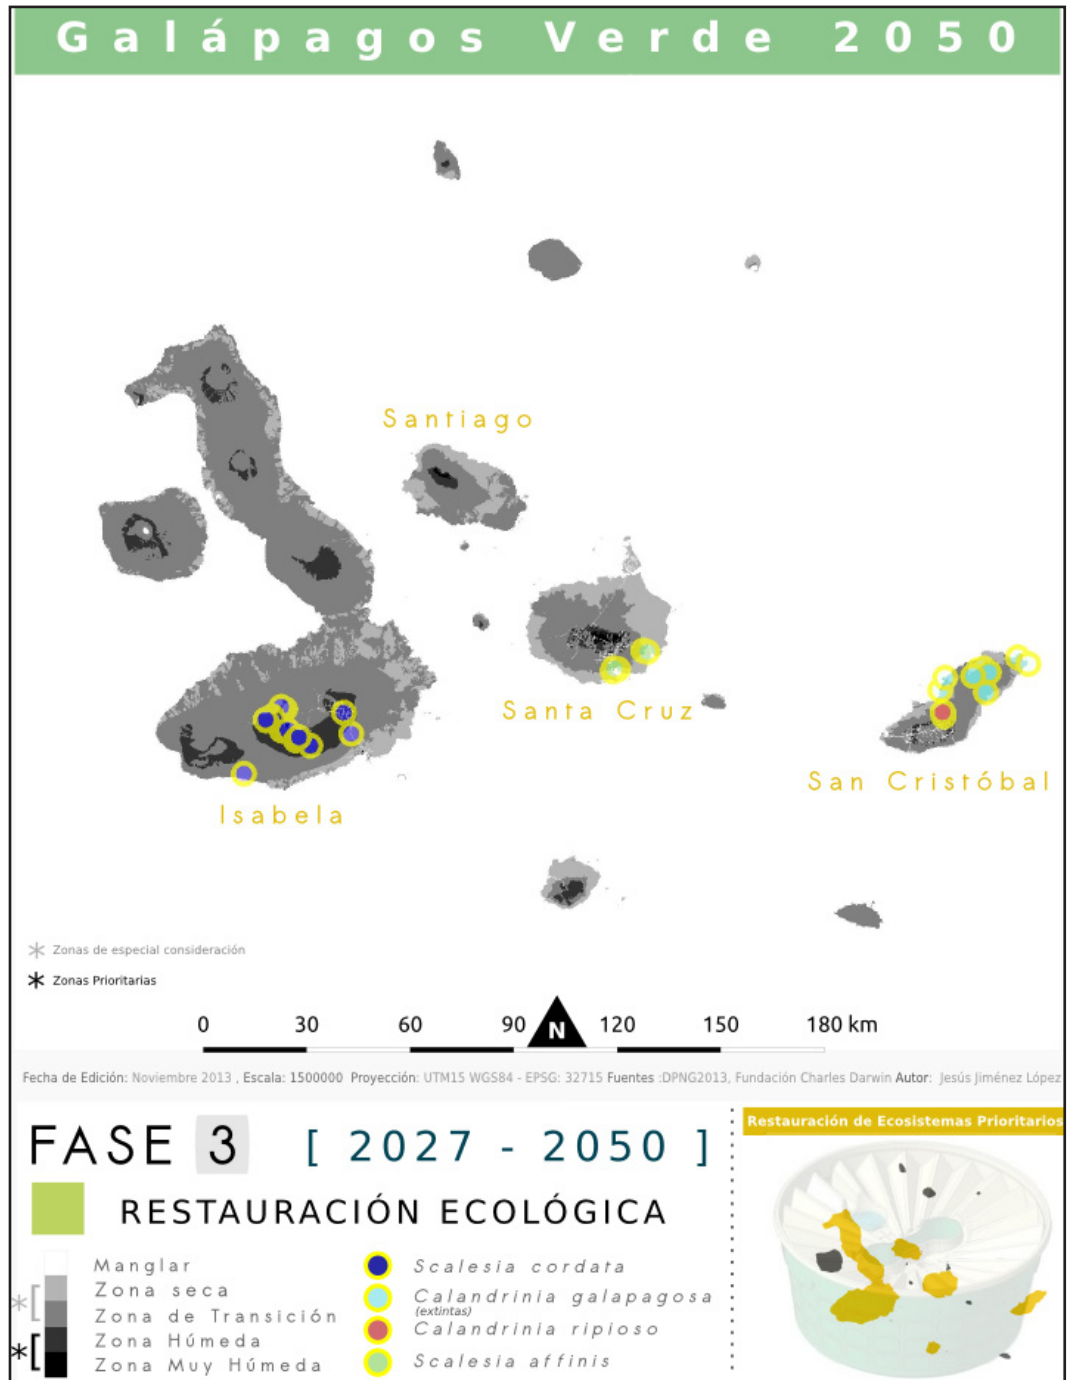 Galápagos Verde 2050
Santiago
Santa Cruz
San Cristóbal
Isabela
Zonas de especial consideración
Zonas Prioritarias
0 30 60 90 N 120 150 180 km
Fecha de Edición: Noviembre 2013 , Escala: 1500000 Proyección: UTM15 WGS84 - EPSG: 32715 Fuentes :DPNG2013, Fundación Charles Darwin Autor: Jesús Jiménez López
FASE 3 [ 2027 - 2050 ]
RESTAURACIÓN ECOLÓGICA
Manglar
* Zona seca
Zona de Transición
* Zona Húmeda
Zona Muy Húmeda
Scalesia cordata
Calandrinia galapagosa
(extintas)
Calandrinia ripioso
Scalesia affinis
Restauración de Ecosistemas Prioritarios